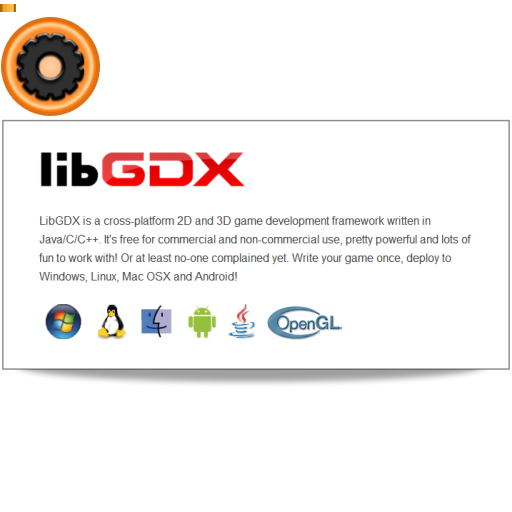 libGDX
LibGDX is a cross-platform 2D and 3D game development framework written in
Java/C/C++. It's free for commercial and non-commercial use, pretty powerful and lots of
fun to work with! Or at least no-one complained yet. Write your game once, deploy to
Windows, Linux, Mac OSX and Android!
OpenGL